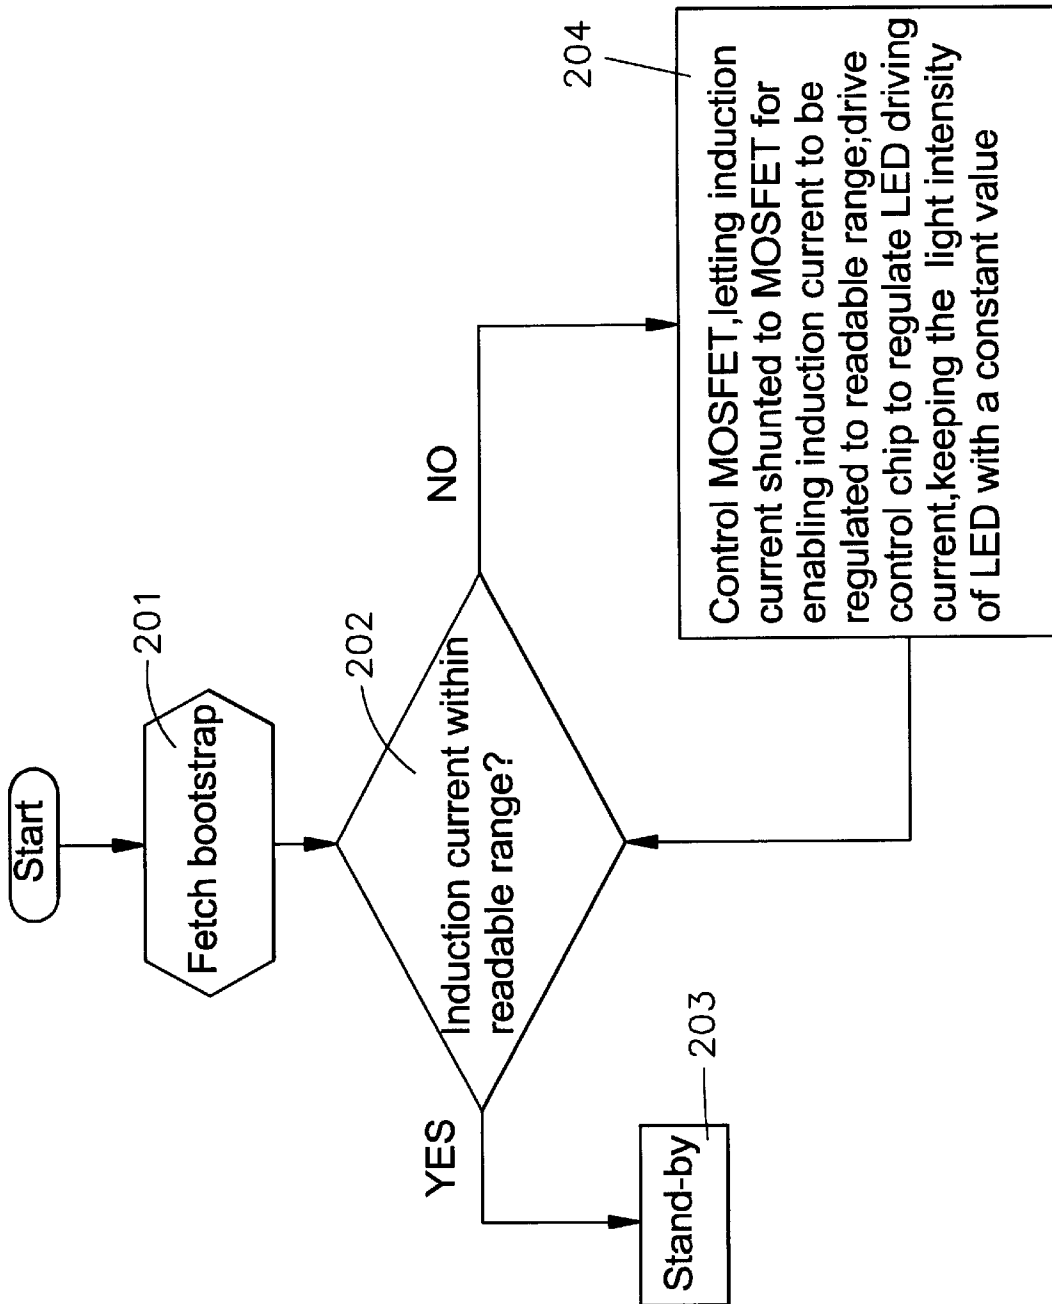 Start
201
Fetch bootstrap
202
Induction current within
readable range?
YES
NO
203
Stand-by
204
Control MOSFET,letting induction
current shunted to MOSFET for
enabling induction current to be
regulated to readable range;drive
control chip to regulate LED driving
current,keeping the light intensity
of LED with a constant value